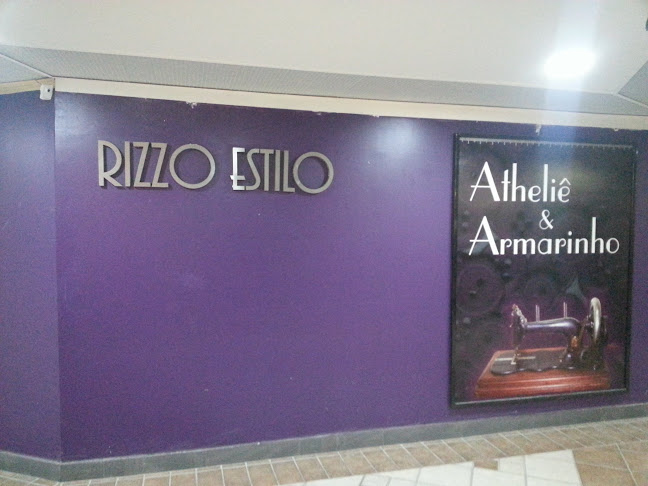 RIZZO ESTILO
Atheliê
&
Armarinho